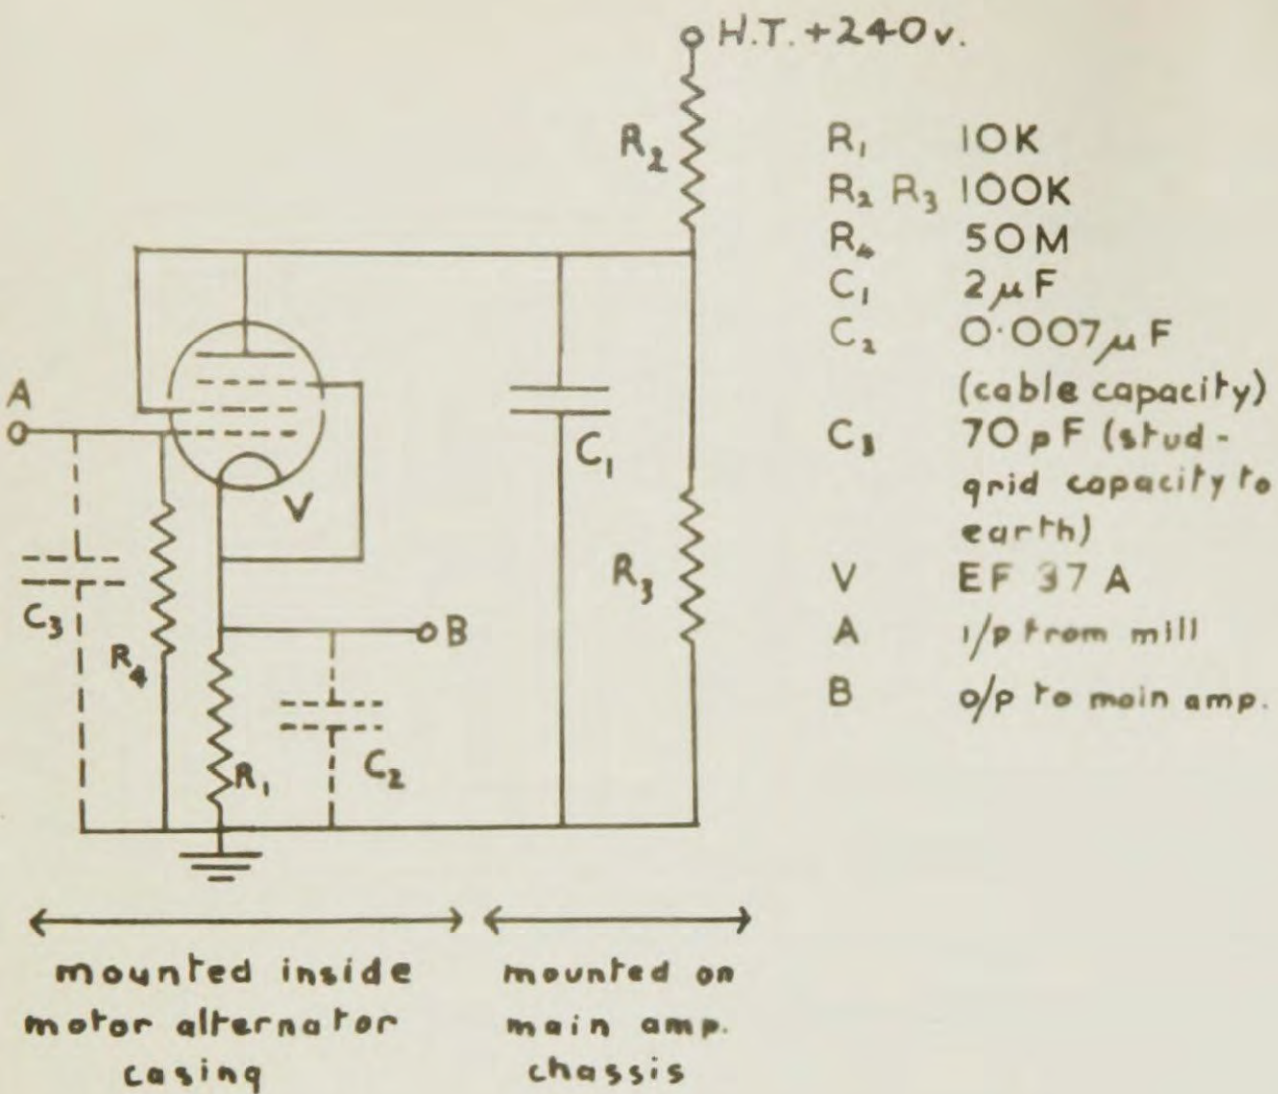 H.T. +240v.
R₂
R₁ 10K
R₂ R₃ 100K
R₄ 50M
C₁ 2μF
C₂ 0·007μF
(cable capacity)
C₃ 70pF (stud-
grid capacity to
earth)
V EF 37 A
A i/p from mill
B o/p to main amp.
A
V
C₁
C₃
R₄
B
R₃
R₁
C₂
mounted inside
motor alternator
casing
mounted on
main amp.
chassis